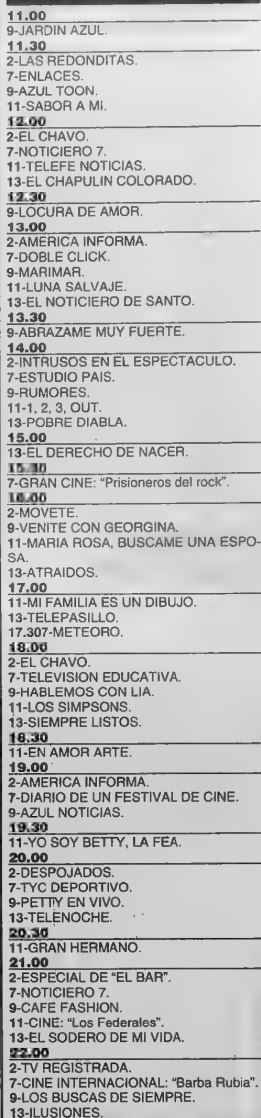 11.00
9-JARDIN AZUL.
11.30
2-LAS REDONDITAS.
7-ENLACES.
9-AZUL TOON.
11-SABOR A MI.
12.00
2-EL CHAVO.
7-NOTICIERO 7.
11-TELEFE NOTICIAS.
13-EL CHAPULIN COLORADO.
12.30
9-LOCURA DE AMOR.
13.00
2-AMERICA INFORMA.
7-DOBLE CLICK.
9-MARIMAR.
11-LUNA SALVAJE.
13-EL NOTICIERO DE SANTO.
13.30
9-ABRAZAME MUY FUERTE.
14.00
2-INTRUSOS EN EL ESPECTACULO.
7-ESTUDIO PAIS.
9-RUMORES.
11-1, 2, 3, OUT.
13-POBRE DIABLA.
15.00
13-EL DERECHO DE NACER.
15.30
7-GRAN CINE: "Prisioneros del rock".
16.00
2-MOVETE.
9-VENITE CON GEORGINA.
11-MARIA ROSA, BUSCAME UNA ESPO-
SA.
13-ATRAIDOS.
17.00
11-MI FAMILIA ES UN DIBUJO.
13-TELEPASILLO.
17.307-METEORO.
18.00
2-EL CHAVO.
7-TELEVISION EDUCATIVA.
9-HABLEMOS CON LIA.
11-LOS SIMPSONS.
13-SIEMPRE LISTOS.
18.30
11-EN AMOR ARTE.
19.00
2-AMERICA INFORMA.
7-DIARIO DE UN FESTIVAL DE CINE.
9-AZUL NOTICIAS.
19.30
11-YO SOY BETTY, LA FEA.
20.00
2-DESPOJADOS.
7-TYC DEPORTIVO.
9-PETTY EN VIVO.
13-TELENOCHE.
20.30
11-GRAN HERMANO.
21.00
2-ESPECIAL DE "EL BAR".
7-NOTICIERO 7.
9-CAFE FASHION.
11-CINE: "Los Federales".
13-EL SODERO DE MI VIDA.
22.00
2-TV REGISTRADA.
7-CINE INTERNACIONAL: "Barba Rubia".
9-LOS BUSCAS DE SIEMPRE.
13-ILUSIONES.